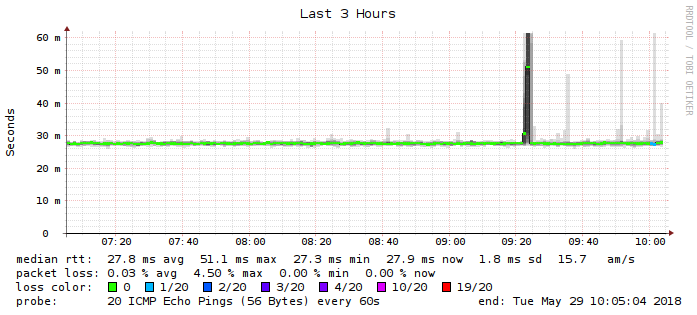 Last 3 Hours
RRDTOOL / TOBI OETIKER
Seconds
60 m
50 m
40 m
30 m
20 m
10 m
0
07:20 07:40 08:00 08:20 08:40 09:00 09:20 09:40 10:00
median rtt: 27.8 ms avg 51.1 ms max 27.3 ms min 27.9 ms now 1.8 ms sd 15.7 am/s
packet loss: 0.03 % avg 4.50 % max 0.00 % min 0.00 % now
loss color: 0 1/20 2/20 3/20 4/20 10/20 19/20
probe: 20 ICMP Echo Pings (56 Bytes) every 60s end: Tue May 29 10:05:04 2018